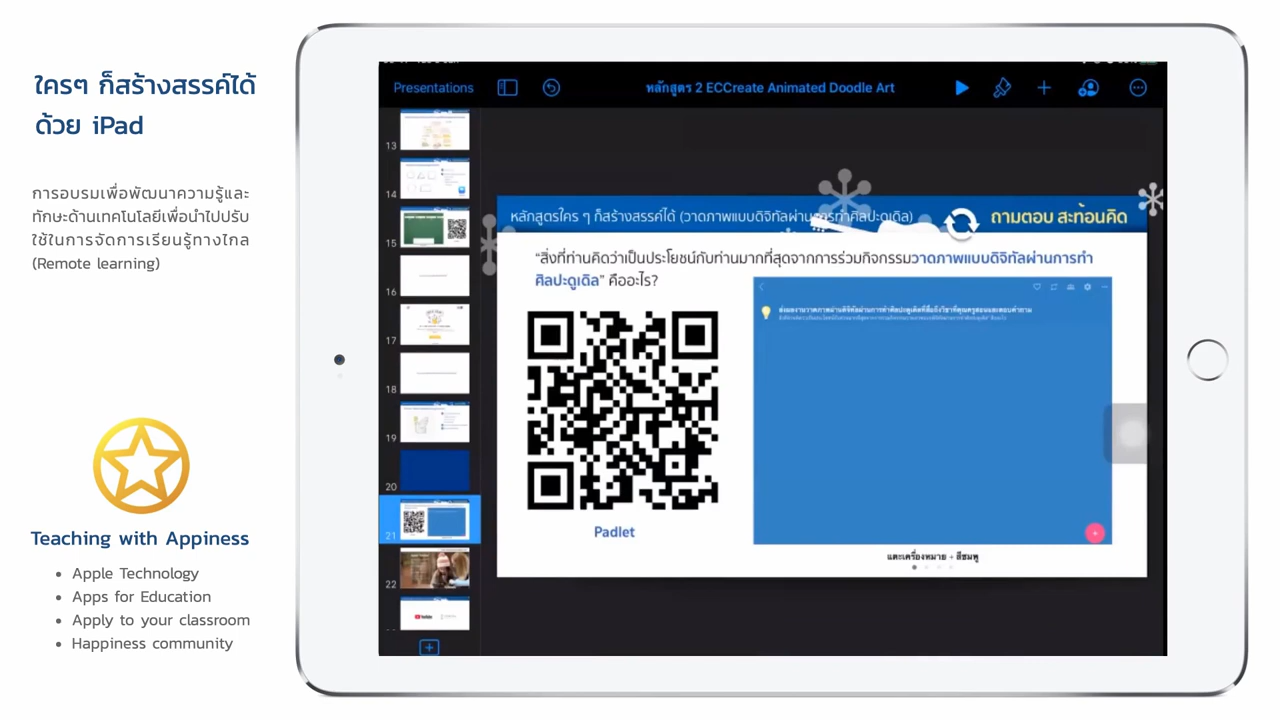 ใครๆ ก็สร้างสรรค์ได้
ด้วย iPad
การอบรมเพื่อพัฒนาความรู้และ
ทักษะด้านเทคโนโลยีเพื่อนำไปปรับ
ใช้ในการจัดการเรียนรู้ทางไกล
(Remote learning)
Teaching with Appiness
• Apple Technology
• Apps for Education
• Apply to your classroom
• Happiness community
Presentations
หลักสูตร 2 ECCreate Animated Doodle Art
13
14
15
16
17
18
19
20
21
22
หลักสูตรใคร ๆ ก็สร้างสรรค์ได้ (วาดภาพแบบดิจิทัลผ่านการทำศิลปะดูเดิล)
ถามตอบ สะท้อนคิด
“สิ่งที่ท่านคิดว่าเป็นประโยชน์กับท่านมากที่สุดจากการร่วมกิจกรรมวาดภาพแบบดิจิทัลผ่านการทำ
ศิลปะดูเดิล” คืออะไร?
Padlet
แตะเครื่องหมาย + สีชมพู